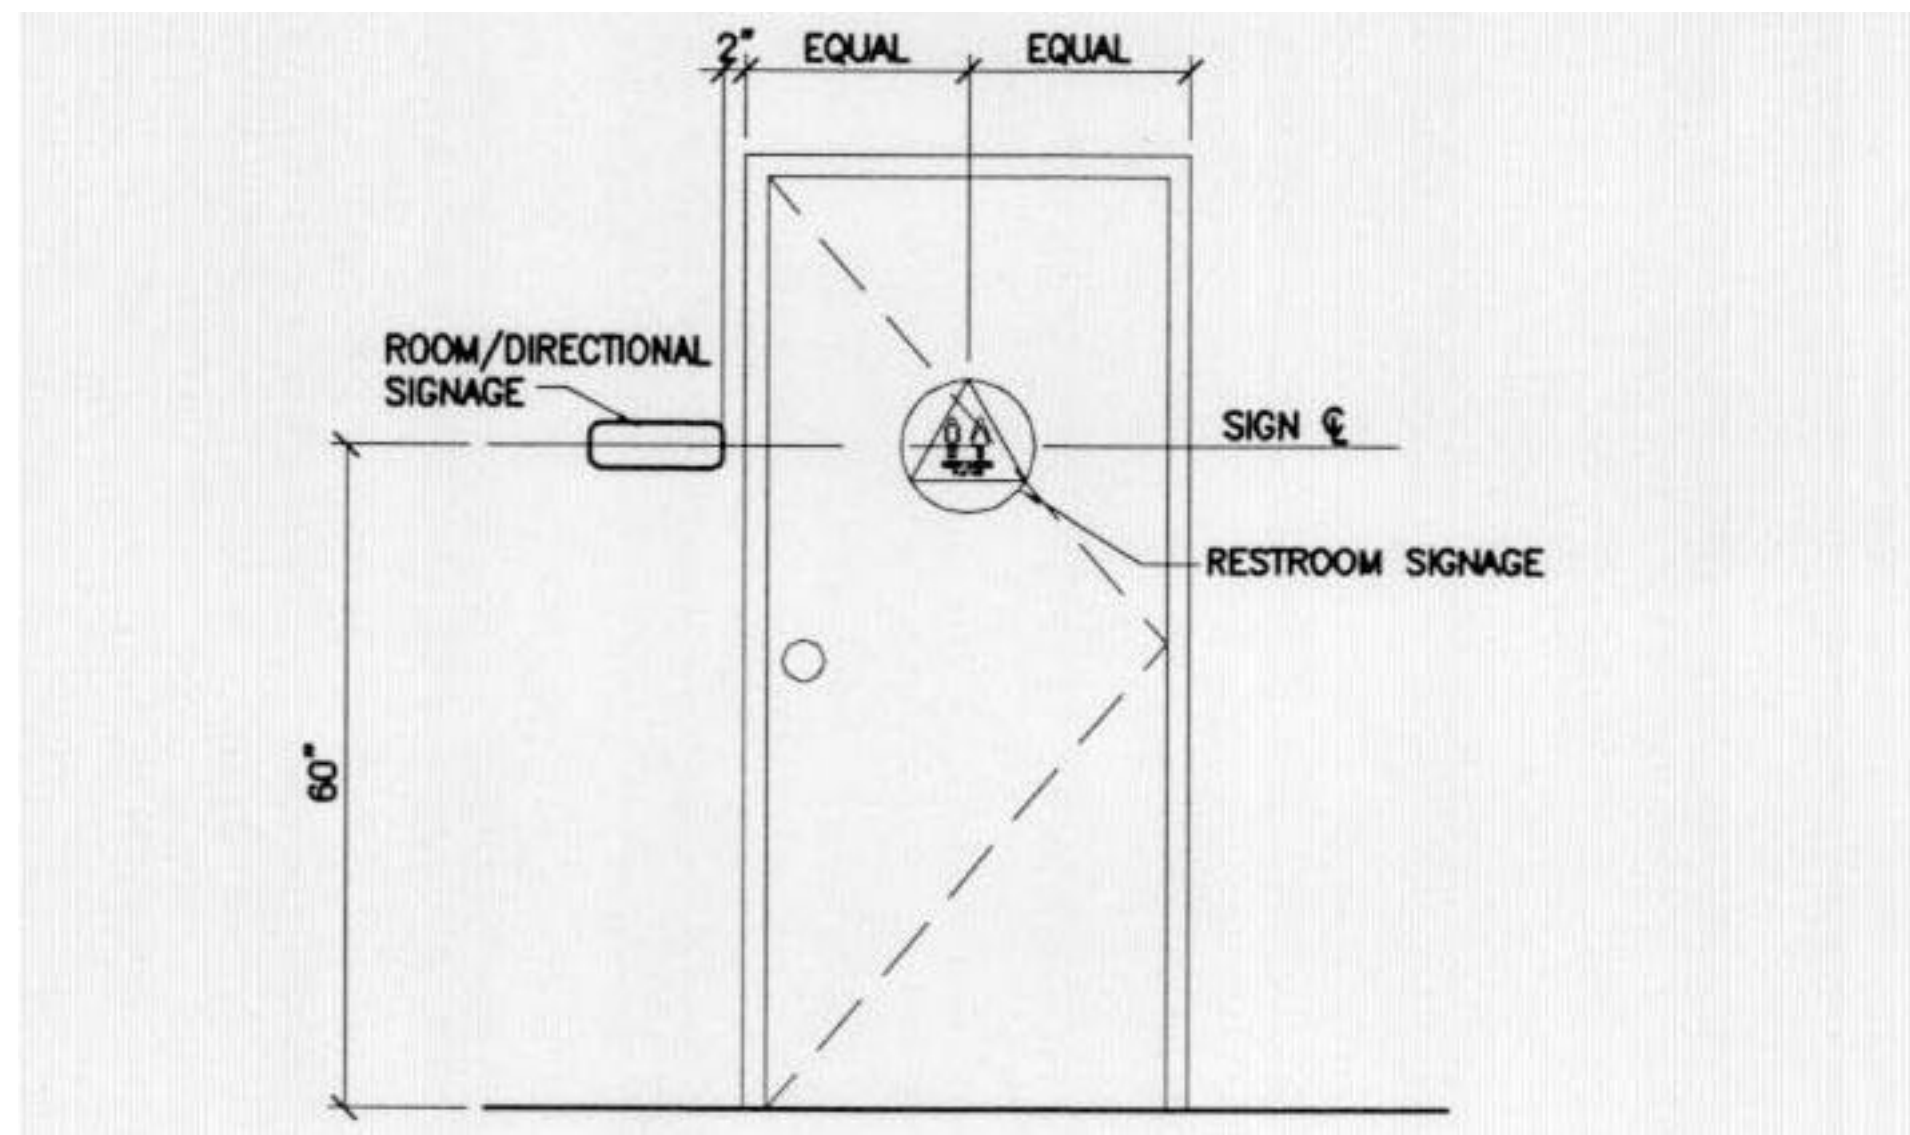 2" EQUAL EQUAL
ROOM/DIRECTIONAL
SIGNAGE
SIGN ℄
RESTROOM SIGNAGE
60"